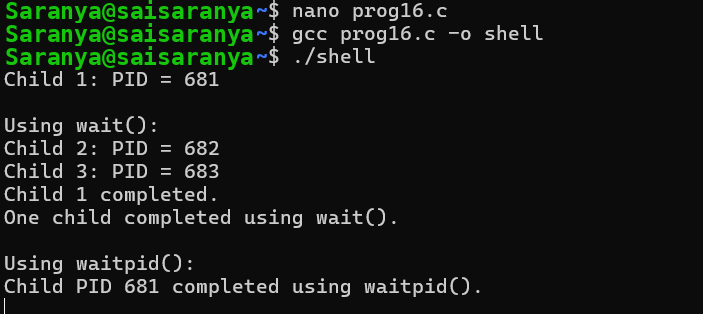 Saranya@saisaranya:~$ nano prog16.c
Saranya@saisaranya:~$ gcc prog16.c -o shell
Saranya@saisaranya:~$ ./shell
Child 1: PID = 681
Using wait():
Child 2: PID = 682
Child 3: PID = 683
Child 1 completed.
One child completed using wait().
Using waitpid():
Child PID 681 completed using waitpid().